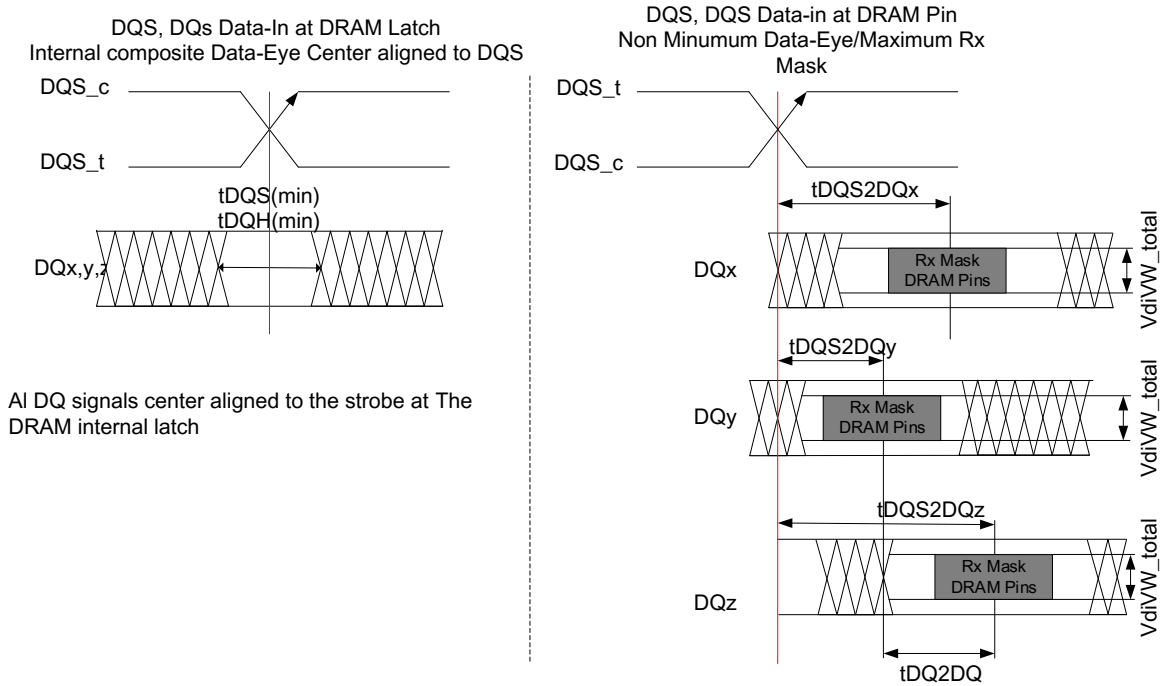 DQS, DQs Data-In at DRAM Latch
Internal composite Data-Eye Center aligned to DQS
DQS_c
DQS_t
tDQS(min)
tDQH(min)
DQx,y,z
Al DQ signals center aligned to the strobe at The
DRAM internal latch
DQS, DQS Data-in at DRAM Pin
Non Minumum Data-Eye/Maximum Rx
Mask
DQS_t
DQS_c
tDQS2DQx
DQx
Rx Mask
DRAM Pins
VdiVW_total
tDQS2DQy
DQy
Rx Mask
DRAM Pins
VdiVW_total
tDQS2DQz
DQz
Rx Mask
DRAM Pins
VdiVW_total
tDQ2DQ